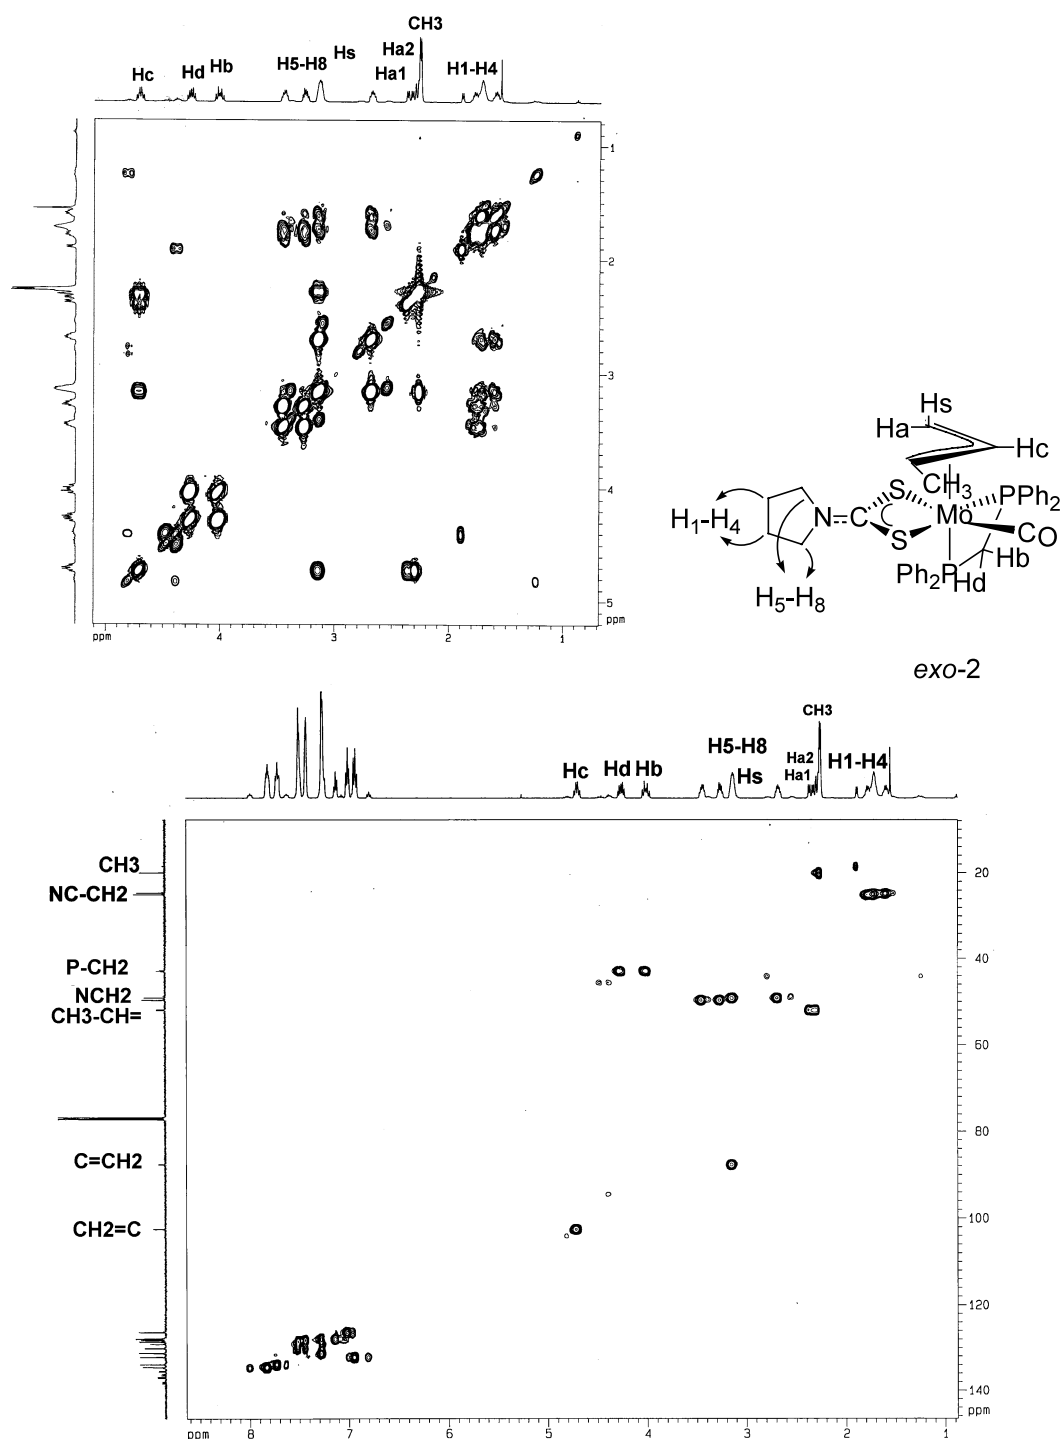 CH3
Hc
Hd
Hb
H5-H8
Hs
Ha2
Ha1
H1-H4
1
2
3
4
5
ppm
ppm
4
3
2
1
Hs
Ha
Hc
CH3
S
PPh2
H1-H4
N
C
Mo
S
CO
Ph2P
Hb
Hd
H5-H8
exo-2
CH3
H5-H8
Ha2
Hc
Hd
Hb
Hs
Ha1
H1-H4
CH3
NC-CH2
P-CH2
NCH2
CH3-CH=
C=CH2
CH2=C
20
40
60
80
100
120
140
ppm
ppm
8
7
6
5
4
3
2
1